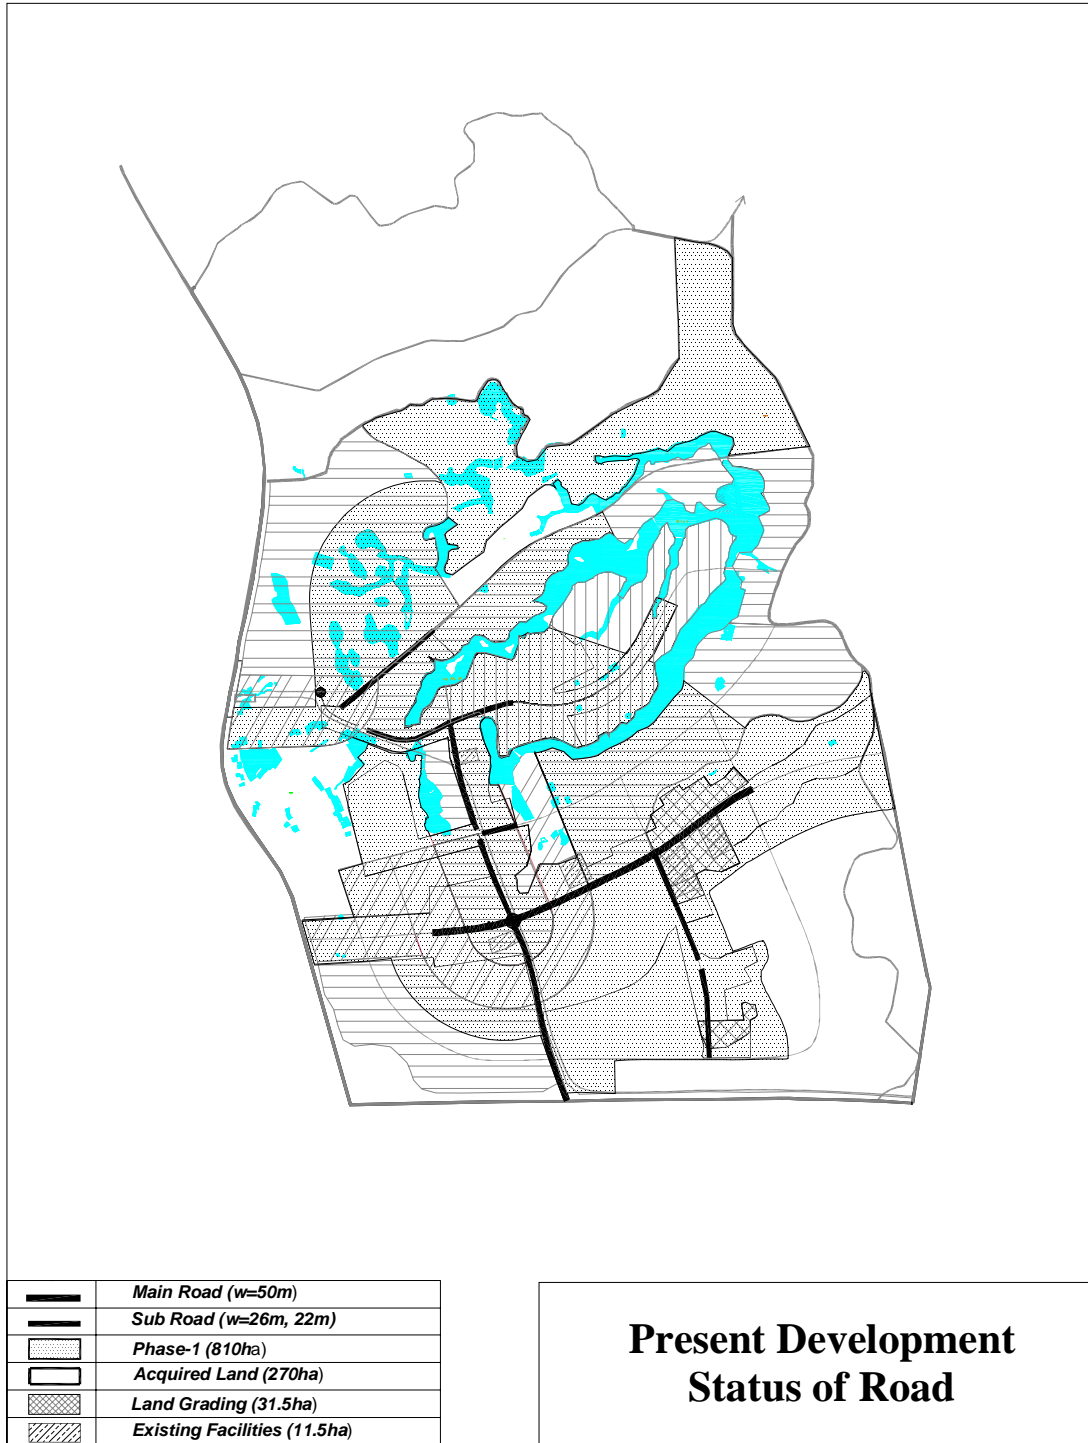 Main Road (w=50m)
Sub Road (w=26m, 22m)
Phase-1 (810ha)
Acquired Land (270ha)
Land Grading (31.5ha)
Existing Facilities (11.5ha)
Present Development
Status of Road